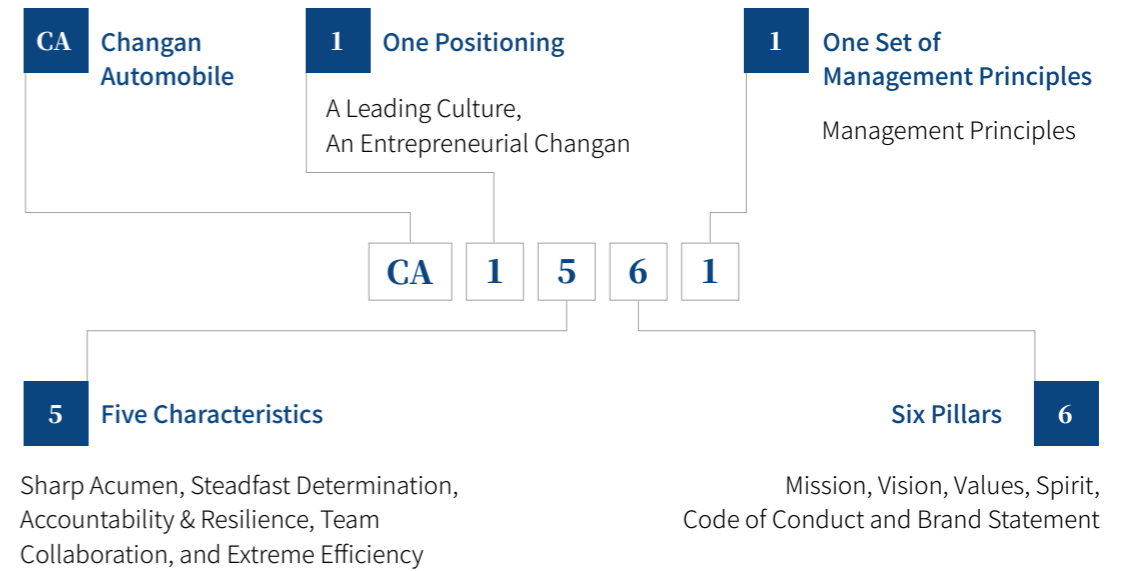 CA
Changan
Automobile
1
One Positioning
A Leading Culture,
An Entrepreneurial Changan
1
One Set of
Management Principles
Management Principles
CA 1 5 6 1
5
Five Characteristics
Sharp Acumen, Steadfast Determination,
Accountability & Resilience, Team
Collaboration, and Extreme Efficiency
Six Pillars
6
Mission, Vision, Values, Spirit,
Code of Conduct and Brand Statement